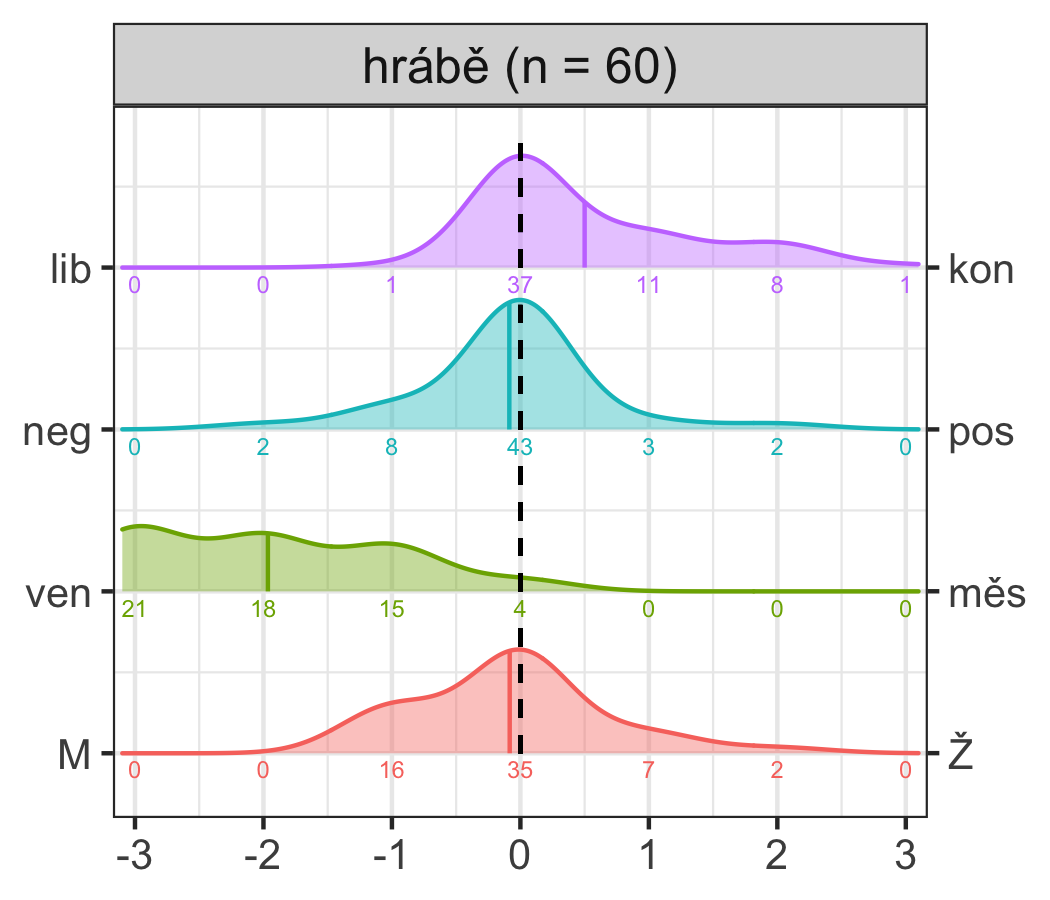 hrábě (n = 60)
lib kon
0 0 1 37 11 8 1
neg pos
0 2 8 43 3 2 0
ven měs
21 18 15 4 0 0 0
M Ž
0 0 16 35 7 2 0
-3 -2 -1 0 1 2 3